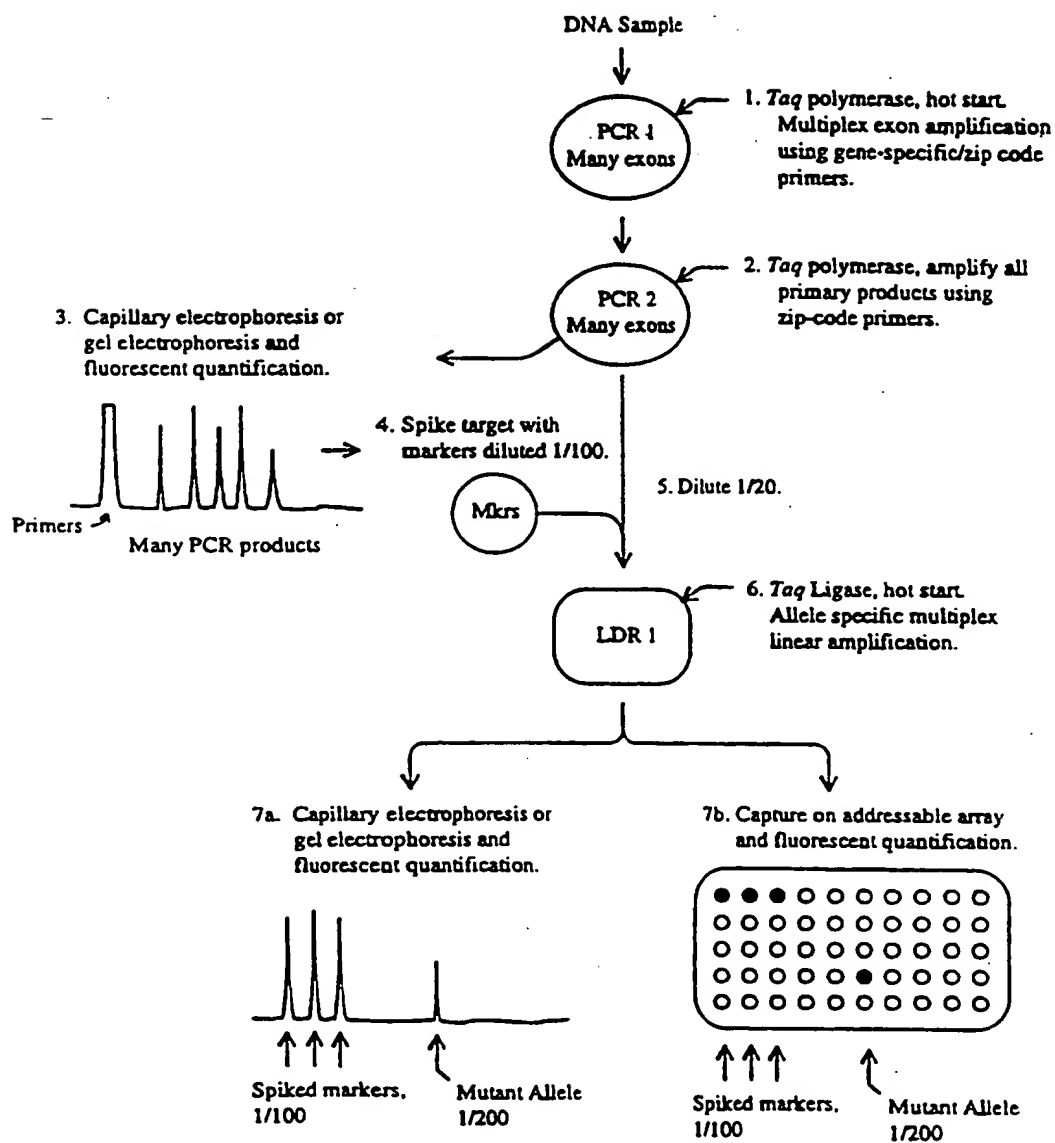 DNA Sample
PCR 1
Many exons
1. Taq polymerase, hot start.
Multiplex exon amplification
using gene-specific/zip code
primers.
PCR 2
Many exons
2. Taq polymerase, amplify all
primary products using
zip-code primers.
3. Capillary electrophoresis or
gel electrophoresis and
fluorescent quantification.
Primers
Many PCR products
4. Spike target with
markers diluted 1/100.
Mkrs
5. Dilute 1/20.
LDR 1
6. Taq Ligase, hot start.
Allele specific multiplex
linear amplification.
7a. Capillary electrophoresis or
gel electrophoresis and
fluorescent quantification.
Spiked markers,
1/100
Mutant Allele
1/200
7b. Capture on addressable array
and fluorescent quantification.
Spiked markers,
1/100
Mutant Allele
1/200